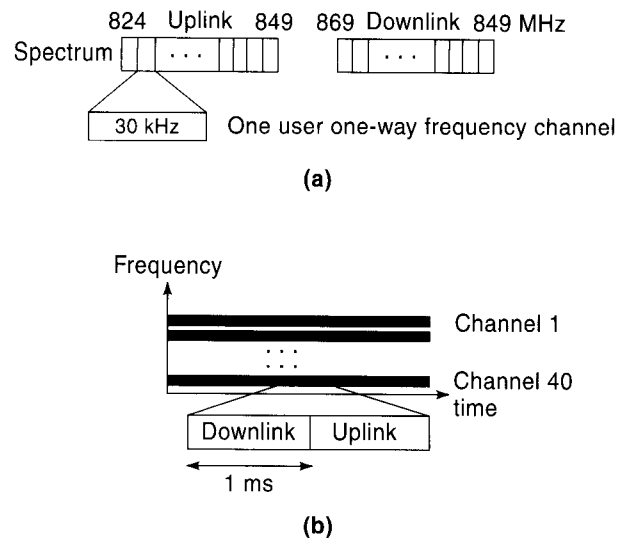 824 Uplink 849 869 Downlink 849 MHz
Spectrum ... ...
30 kHz One user one-way frequency channel
(a)
Frequency
Channel 1
...
...
Channel 40
time
Downlink Uplink
1 ms
(b)